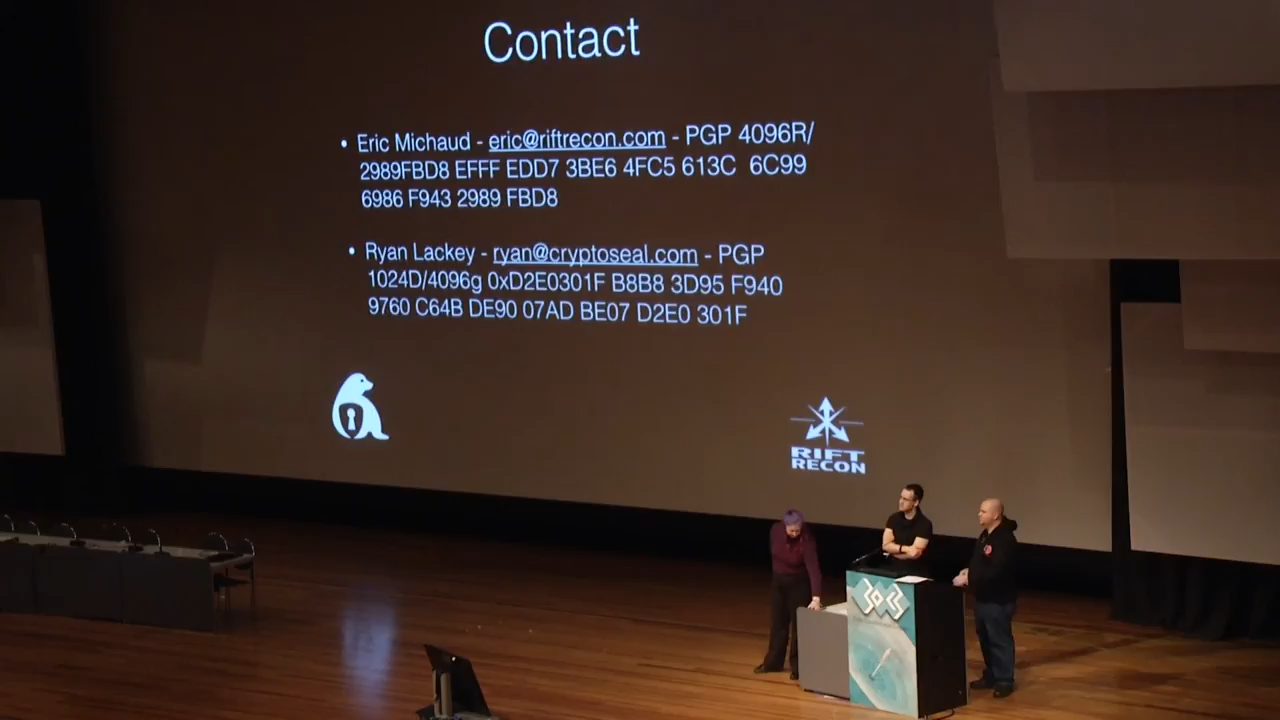 Contact
• Eric Michaud - eric@riftrecon.com - PGP 4096R/
2989FBD8 EFFF EDD7 3BE6 4FC5 613C 6C99
6986 F943 2989 FBD8
• Ryan Lackey - ryan@cryptoseal.com - PGP
1024D/4096g 0xD2E0301F B8B8 3D95 F940
9760 C64B DE90 07AD BE07 D2E0 301F
RIFT
RECON
30C3